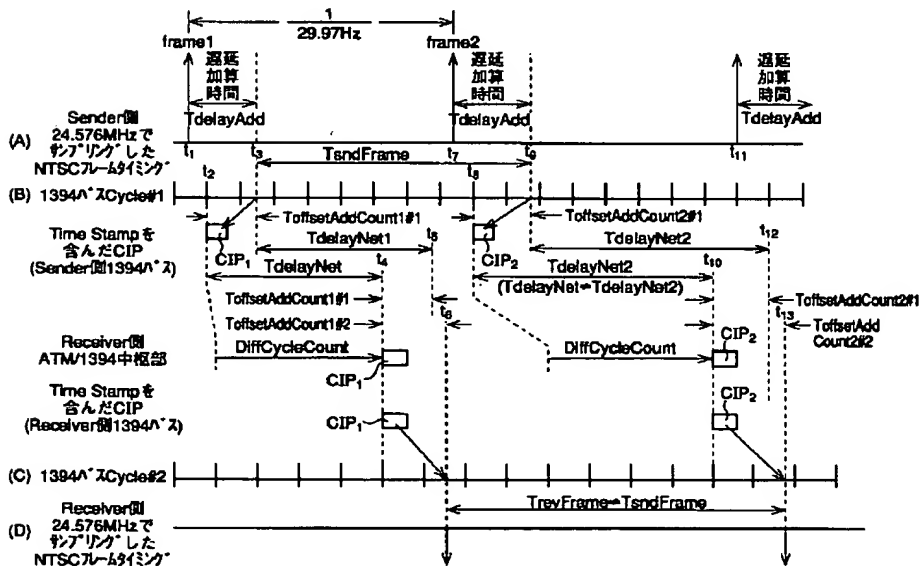 1
29.97Hz
frame1
frame2
遅延
加算
時間
遅延
加算
時間
遅延
加算
時間
TdelayAdd
TdelayAdd
TdelayAdd
(A)
Sender側
24.576MHzで
ｻﾝﾌﾟﾘﾝｸﾞした
NTSCﾌﾚｰﾑﾀｲﾐﾝｸﾞ
t1
t3
TsndFrame
t7
t9
t11
t2
t8
(B) 1394ﾊﾞｽCycle#1
Time Stampを
含んだCIP
(Sender側1394ﾊﾞｽ)
CIP1
ToffsetAddCount1#1
TdelayNet1
t5
TdelayNet
t4
CIP2
ToffsetAddCount2#1
TdelayNet2
t12
TdelayNet2
(TdelayNet≒TdelayNet2)
t10
ToffsetAddCount1#1
ToffsetAddCount1#2
t6
ToffsetAddCount2#1
t13
ToffsetAdd
Count2#2
Receiver側
ATM/1394中枢部
DiffCycleCount
CIP1
DiffCycleCount
CIP2
Time Stampを
含んだCIP
(Receiver側1394ﾊﾞｽ)
CIP1
CIP2
(C) 1394ﾊﾞｽCycle#2
TrevFrame≒TsndFrame
(D)
Receiver側
24.576MHzで
ｻﾝﾌﾟﾘﾝｸﾞした
NTSCﾌﾚｰﾑﾀｲﾐﾝｸﾞ